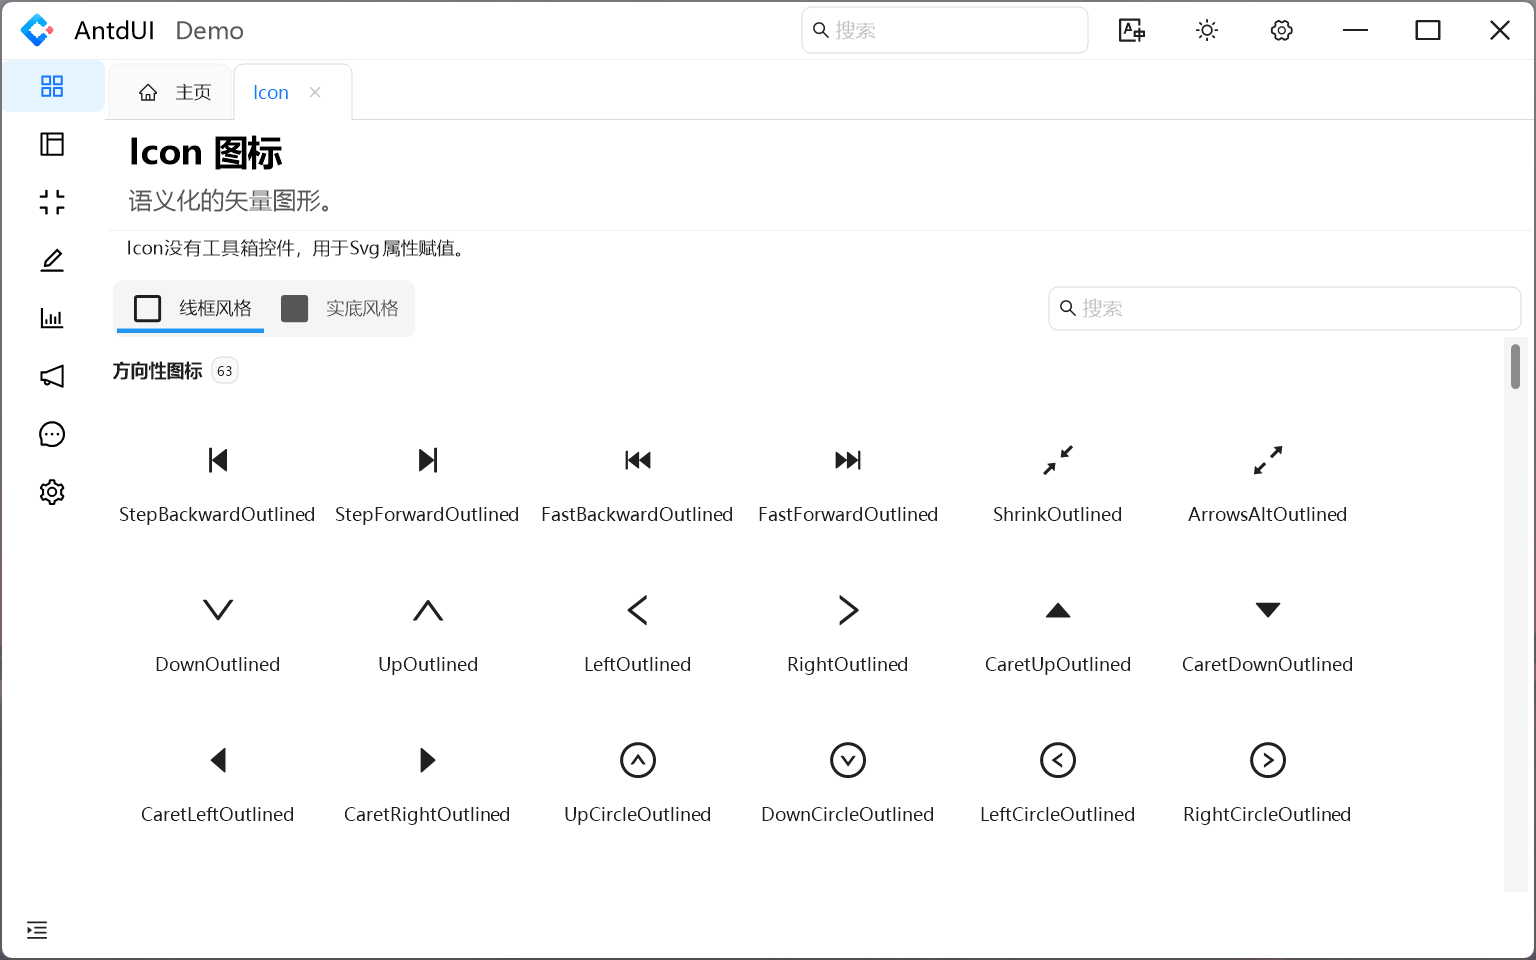 AntdUI Demo 搜索
主页 Icon
Icon 图标
语义化的矢量图形。
Icon没有工具箱控件，用于Svg属性赋值。
线框风格 实底风格 搜索
方向性图标 63
StepBackwardOutlined StepForwardOutlined FastBackwardOutlined FastForwardOutlined ShrinkOutlined ArrowsAltOutlined
DownOutlined UpOutlined LeftOutlined RightOutlined CaretUpOutlined CaretDownOutlined
CaretLeftOutlined CaretRightOutlined UpCircleOutlined DownCircleOutlined LeftCircleOutlined RightCircleOutlined